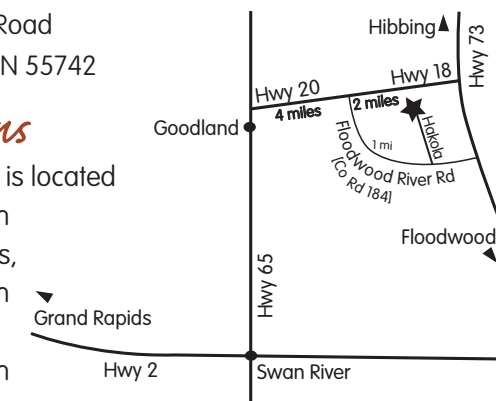 Road
N 55742
ns
is located
n
s,
n
n
Hibbing
Hwy 73
Hwy 20
Hwy 18
4 miles
2 miles
Goodland
Hakola
1 mi
Floodwood River Rd
[Co Rd 184]
Floodwood
Hwy 65
Grand Rapids
Hwy 2
Swan River